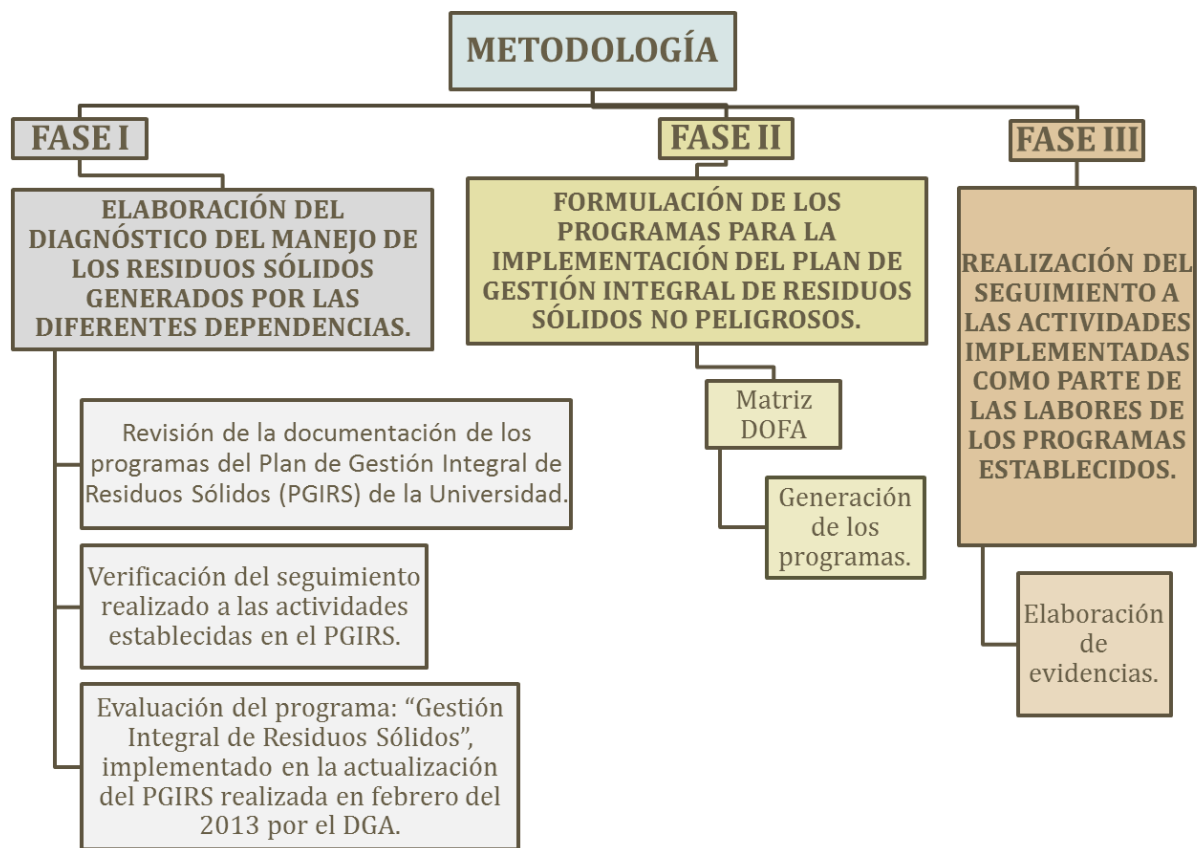 METODOLOGÍA
FASE I
ELABORACIÓN DEL
DIAGNÓSTICO DEL MANEJO DE
LOS RESIDUOS SÓLIDOS
GENERADOS POR LAS
DIFERENTES DEPENDENCIAS.
Revisión de la documentación de los
programas del Plan de Gestión Integral de
Residuos Sólidos (PGIRS) de la Universidad.
Verificación del seguimiento
realizado a las actividades
establecidas en el PGIRS.
Evaluación del programa: “Gestión
Integral de Residuos Sólidos”,
implementado en la actualización
del PGIRS realizada en febrero del
2013 por el DGA.
FASE II
FORMULACIÓN DE LOS
PROGRAMAS PARA LA
IMPLEMENTACIÓN DEL PLAN DE
GESTIÓN INTEGRAL DE RESIDUOS
SÓLIDOS NO PELIGROSOS.
Matriz
DOFA
Generación
de los
programas.
FASE III
REALIZACIÓN DEL
SEGUIMIENTO A
LAS ACTIVIDADES
IMPLEMENTADAS
COMO PARTE DE
LAS LABORES DE
LOS PROGRAMAS
ESTABLECIDOS.
Elaboración
de
evidencias.